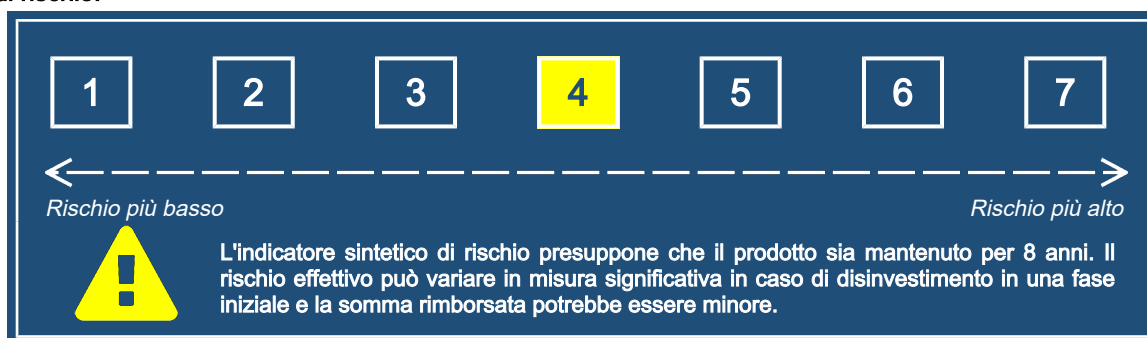 1 2 3 4 5 6 7
Rischio più basso Rischio più alto
L'indicatore sintetico di rischio presuppone che il prodotto sia mantenuto per 8 anni. Il
rischio effettivo può variare in misura significativa in caso di disinvestimento in una fase
iniziale e la somma rimborsata potrebbe essere minore.